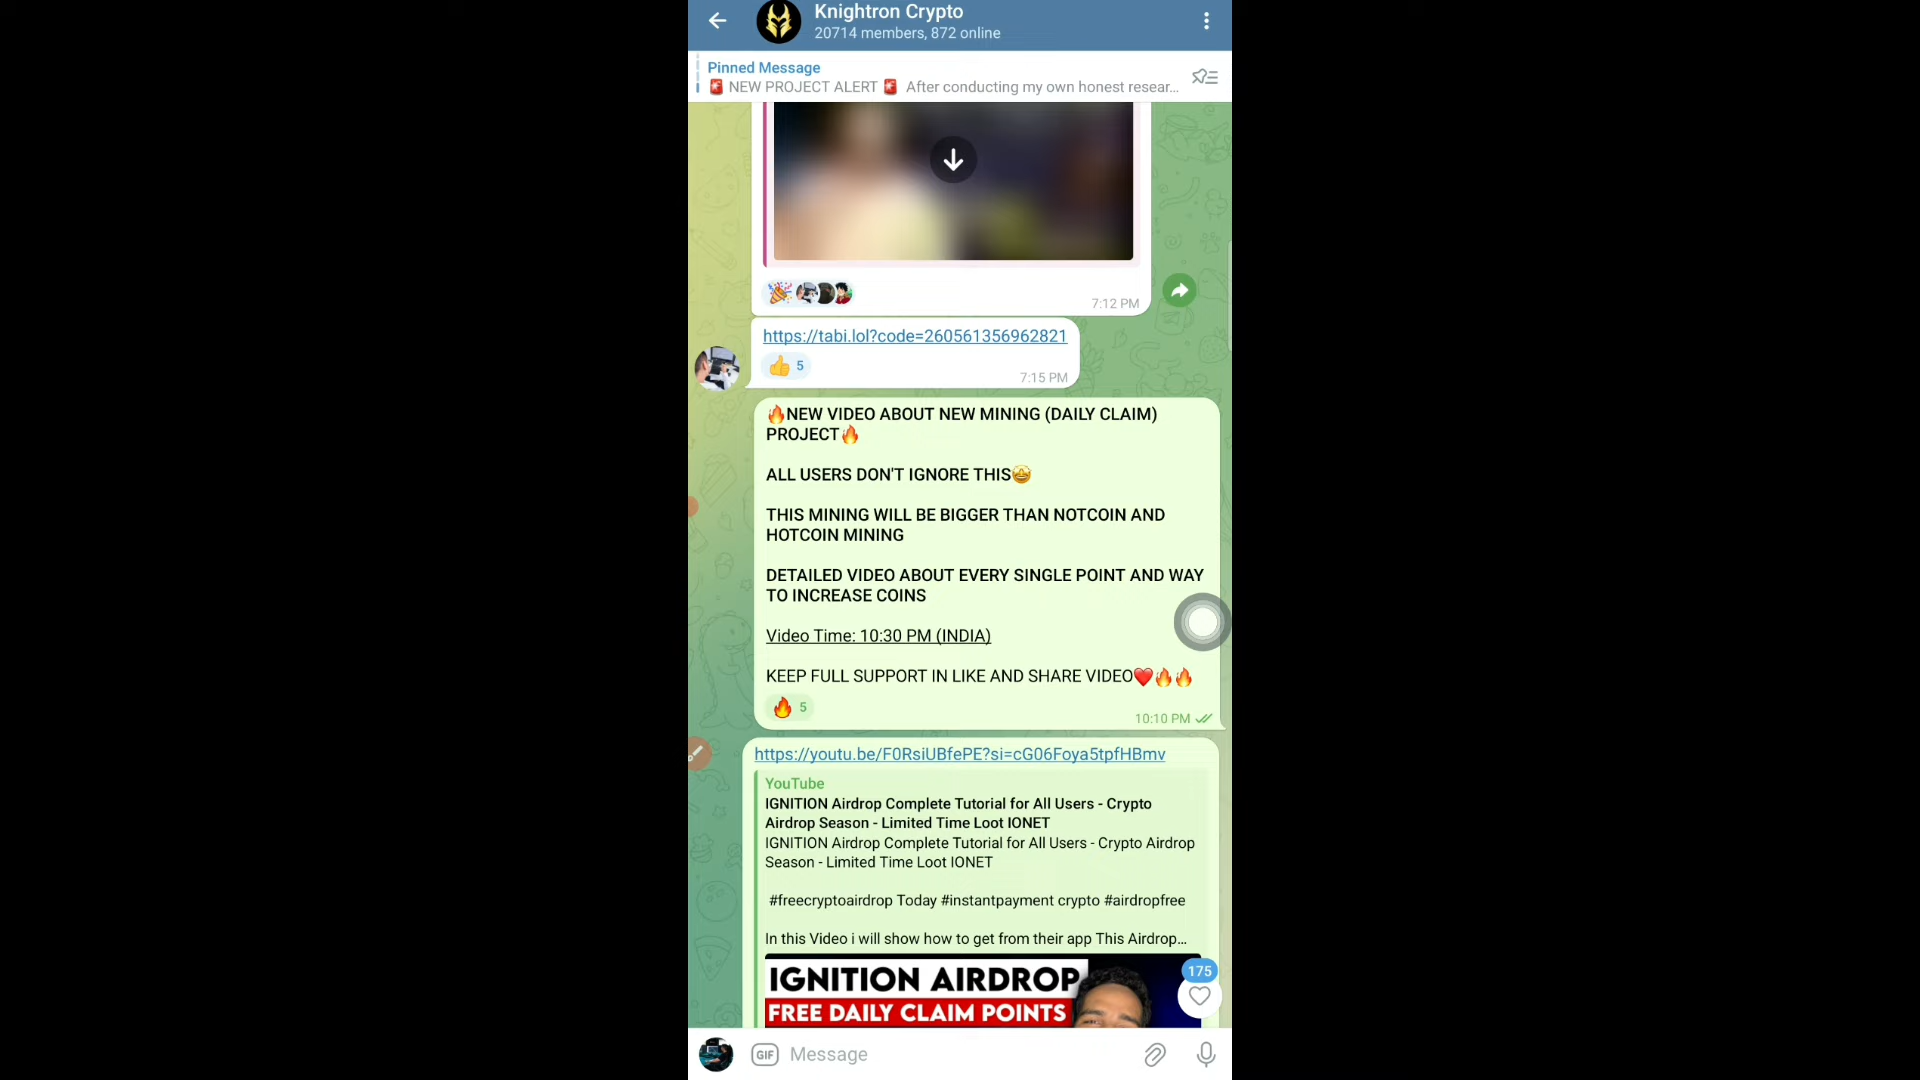 Knightron Crypto
20714 members, 872 online
Pinned Message
🚨 NEW PROJECT ALERT 🚨 After conducting my own honest resear...
7:12 PM
https://tabi.lol?code=260561356962821
👍 5
7:15 PM
🔥NEW VIDEO ABOUT NEW MINING (DAILY CLAIM)
PROJECT🔥
ALL USERS DON'T IGNORE THIS🤩
THIS MINING WILL BE BIGGER THAN NOTCOIN AND
HOTCOIN MINING
DETAILED VIDEO ABOUT EVERY SINGLE POINT AND WAY
TO INCREASE COINS
Video Time: 10:30 PM (INDIA)
KEEP FULL SUPPORT IN LIKE AND SHARE VIDEO❤️🔥🔥
🔥 5
10:10 PM
https://youtu.be/F0RsiUBfePE?si=cG06Foya5tpfHBmv
YouTube
IGNITION Airdrop Complete Tutorial for All Users - Crypto
Airdrop Season - Limited Time Loot IONET
IGNITION Airdrop Complete Tutorial for All Users - Crypto Airdrop
Season - Limited Time Loot IONET
#freecryptoairdrop Today #instantpayment crypto #airdropfree
In this Video i will show how to get from their app This Airdrop...
IGNITION AIRDROP
175
FREE DAILY CLAIM POINTS
GIF Message